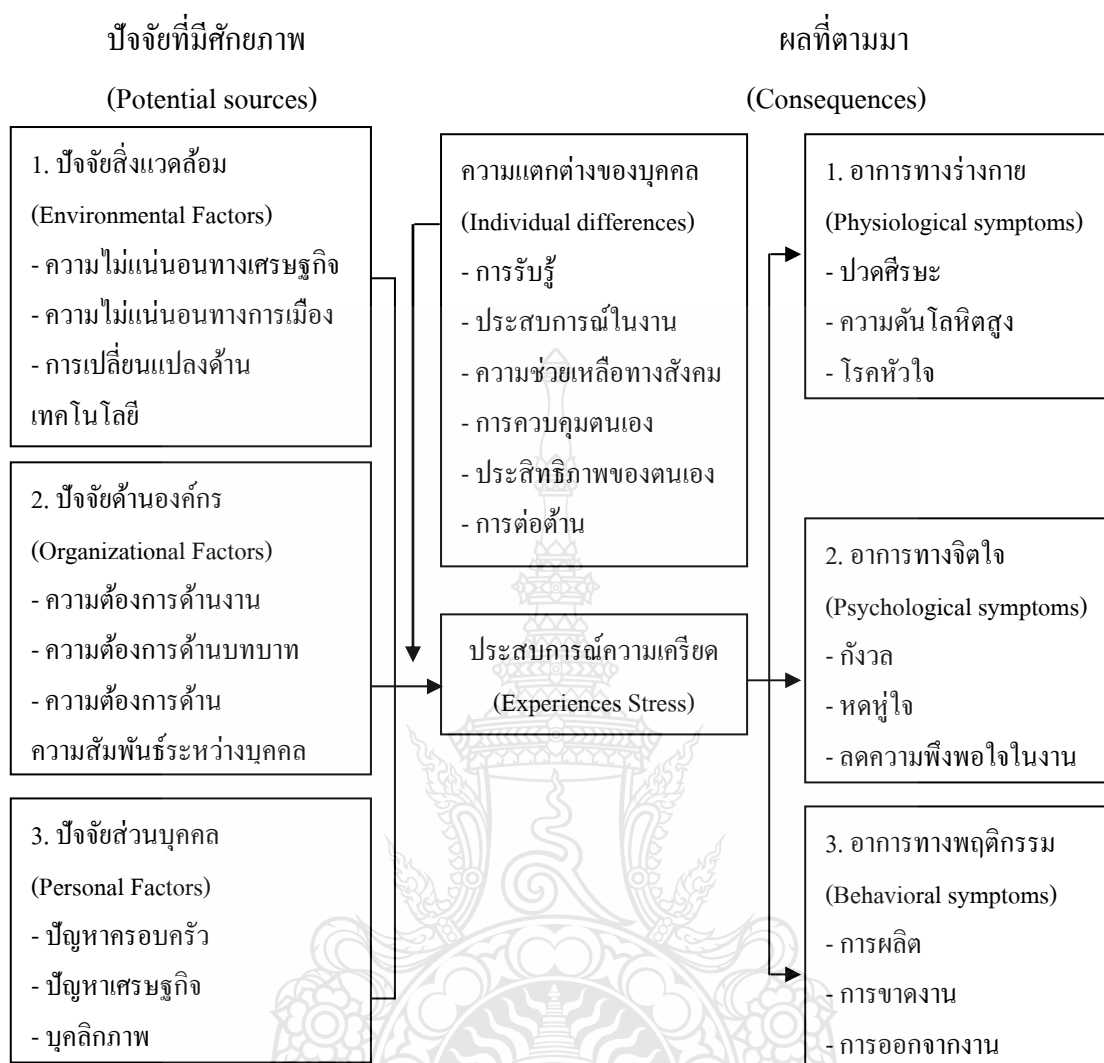 ปัจจัยที่มีศักยภาพ
(Potential sources)
ผลที่ตามมา
(Consequences)
1. ปัจจัยสิ่งแวดล้อม
(Environmental Factors)
- ความไม่แน่นอนทางเศรษฐกิจ
- ความไม่แน่นอนทางการเมือง
- การเปลี่ยนแปลงด้าน
เทคโนโลยี
2. ปัจจัยด้านองค์กร
(Organizational Factors)
- ความต้องการด้านงาน
- ความต้องการด้านบทบาท
- ความต้องการด้าน
ความสัมพันธ์ระหว่างบุคคล
3. ปัจจัยส่วนบุคคล
(Personal Factors)
- ปัญหาครอบครัว
- ปัญหาเศรษฐกิจ
- บุคลิกภาพ
ความแตกต่างของบุคคล
(Individual differences)
- การรับรู้
- ประสบการณ์ในงาน
- ความช่วยเหลือทางสังคม
- การควบคุมตนเอง
- ประสิทธิภาพของตนเอง
- การต่อต้าน
ประสบการณ์ความเครียด
(Experiences Stress)
1. อาการทางร่างกาย
(Physiological symptoms)
- ปวดศีรษะ
- ความดันโลหิตสูง
- โรคหัวใจ
2. อาการทางจิตใจ
(Psychological symptoms)
- กังวล
- หดหู่ใจ
- ลดความพึงพอใจในงาน
3. อาการทางพฤติกรรม
(Behavioral symptoms)
- การผลิต
- การขาดงาน
- การออกจากงาน